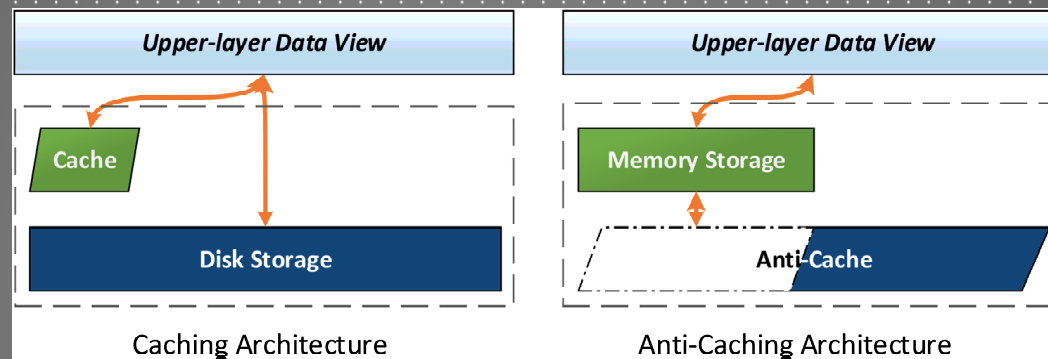 Upper-layer Data View
Cache
Disk Storage
Caching Architecture
Upper-layer Data View
Memory Storage
Anti-Cache
Anti-Caching Architecture